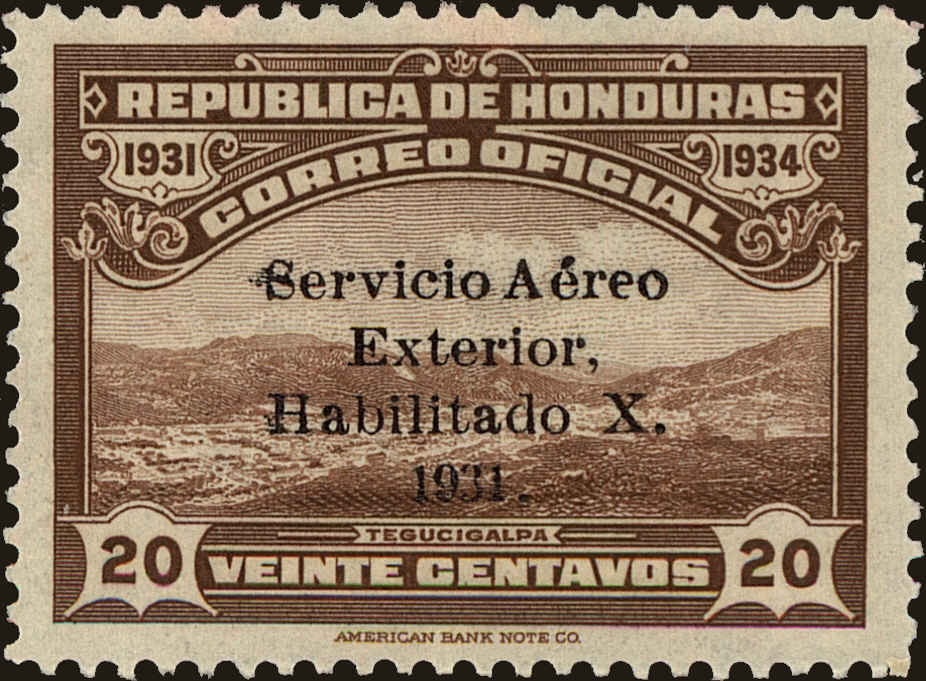 REPUBLICA DE HONDURAS
1931 1934
CORREO OFICIAL
Servicio Aéreo
Exterior,
Habilitado X.
1931.
TEGUCIGALPA
20 VEINTE CENTAVOS 20
AMERICAN BANK NOTE CO.